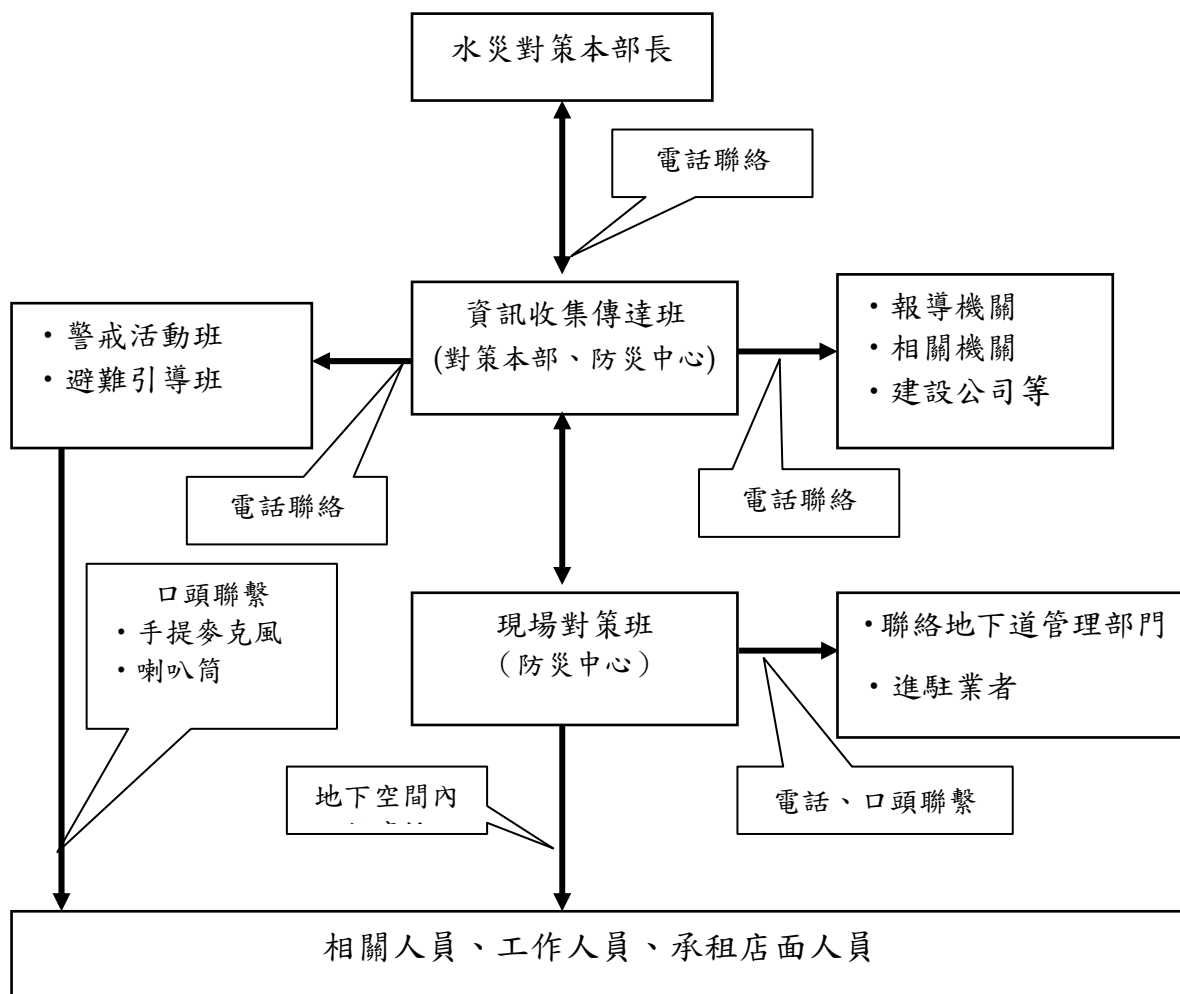 水災對策本部長
電話聯絡
資訊收集傳達班
(對策本部、防災中心)
・警戒活動班
・避難引導班
・報導機關
・相關機關
・建設公司等
電話聯絡
電話聯絡
口頭聯繫
・手提麥克風
・喇叭筒
現場對策班
（防災中心）
・聯絡地下道管理部門
・進駐業者
地下空間內
電話、口頭聯繫
相關人員、工作人員、承租店面人員